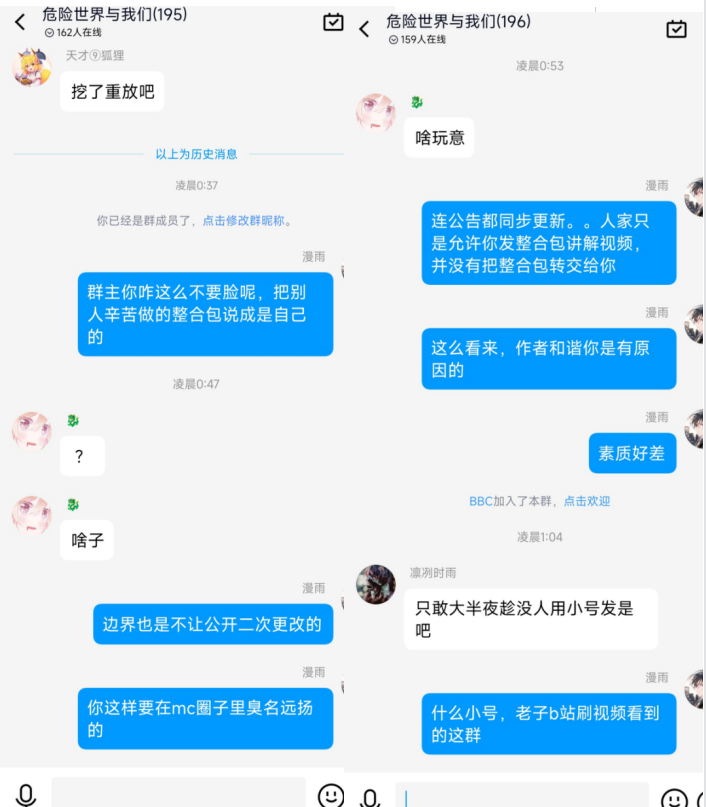 危险世界与我们(195)
162人在线
天才⑨狐狸
挖了重放吧
以上为历史消息
凌晨0:37
你已经是群成员了，点击修改群昵称。
漫雨
群主你咋这么不要脸呢，把别
人辛苦做的整合包说成是自己
的
凌晨0:47
？
啥子
漫雨
边界也是不让公开二次更改的
漫雨
你这样要在mc圈子里臭名远扬
的
危险世界与我们(196)
159人在线
凌晨0:53
啥玩意
漫雨
连公告都同步更新。。人家只
是允许你发整合包讲解视频，
并没有把整合包转交给你
漫雨
这么看来，作者和谐你是有原
因的
漫雨
素质好差
BBC加入了本群，点击欢迎
凌晨1:04
凛冽时雨
只敢大半夜趁没人用小号发是
吧
漫雨
什么小号，老子b站刷视频看到
的这群